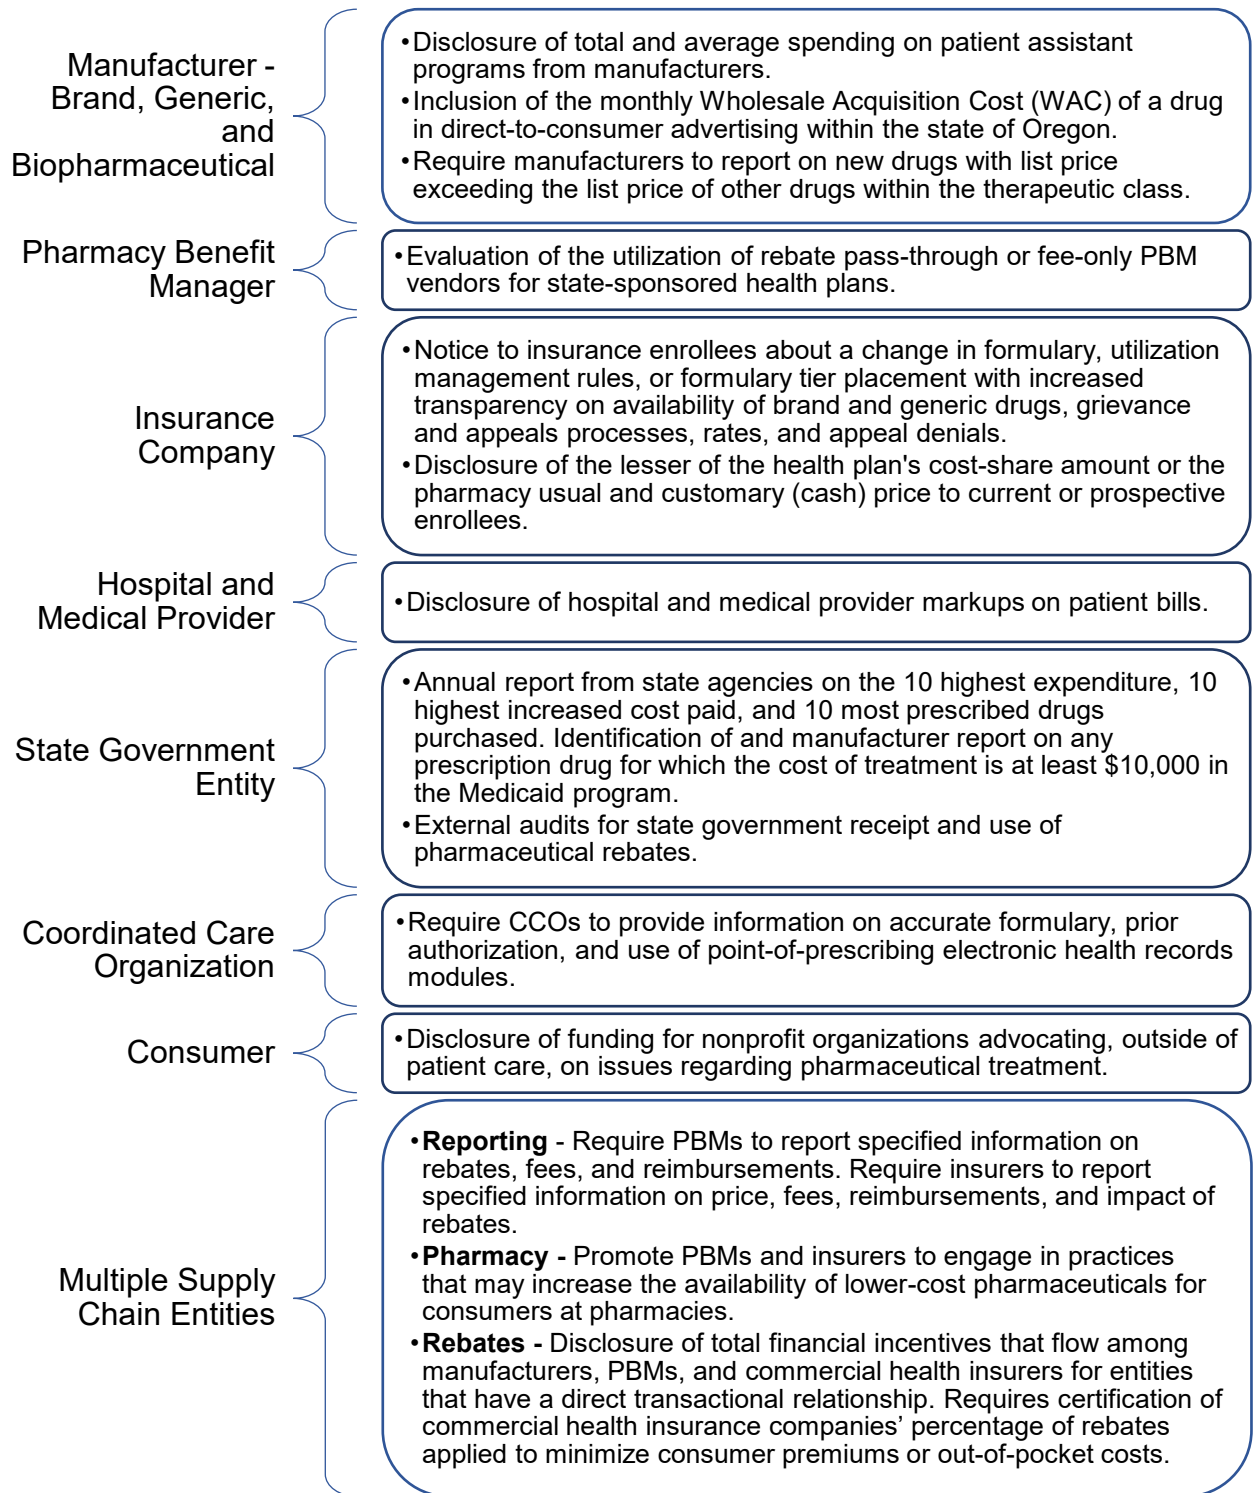 Manufacturer -
Brand, Generic,
and
Biopharmaceutical
•Disclosure of total and average spending on patient assistant
programs from manufacturers.
•Inclusion of the monthly Wholesale Acquisition Cost (WAC) of a drug
in direct-to-consumer advertising within the state of Oregon.
•Require manufacturers to report on new drugs with list price
exceeding the list price of other drugs within the therapeutic class.
Pharmacy Benefit
Manager
•Evaluation of the utilization of rebate pass-through or fee-only PBM
vendors for state-sponsored health plans.
Insurance
Company
•Notice to insurance enrollees about a change in formulary, utilization
management rules, or formulary tier placement with increased
transparency on availability of brand and generic drugs, grievance
and appeals processes, rates, and appeal denials.
•Disclosure of the lesser of the health plan's cost-share amount or the
pharmacy usual and customary (cash) price to current or prospective
enrollees.
Hospital and
Medical Provider
•Disclosure of hospital and medical provider markups on patient bills.
State Government
Entity
•Annual report from state agencies on the 10 highest expenditure, 10
highest increased cost paid, and 10 most prescribed drugs
purchased. Identification of and manufacturer report on any
prescription drug for which the cost of treatment is at least $10,000 in
the Medicaid program.
•External audits for state government receipt and use of
pharmaceutical rebates.
Coordinated Care
Organization
•Require CCOs to provide information on accurate formulary, prior
authorization, and use of point-of-prescribing electronic health records
modules.
Consumer
•Disclosure of funding for nonprofit organizations advocating, outside of
patient care, on issues regarding pharmaceutical treatment.
Multiple Supply
Chain Entities
•Reporting - Require PBMs to report specified information on
rebates, fees, and reimbursements. Require insurers to report
specified information on price, fees, reimbursements, and impact of
rebates.
•Pharmacy - Promote PBMs and insurers to engage in practices
that may increase the availability of lower-cost pharmaceuticals for
consumers at pharmacies.
•Rebates - Disclosure of total financial incentives that flow among
manufacturers, PBMs, and commercial health insurers for entities
that have a direct transactional relationship. Requires certification of
commercial health insurance companies’ percentage of rebates
applied to minimize consumer premiums or out-of-pocket costs.